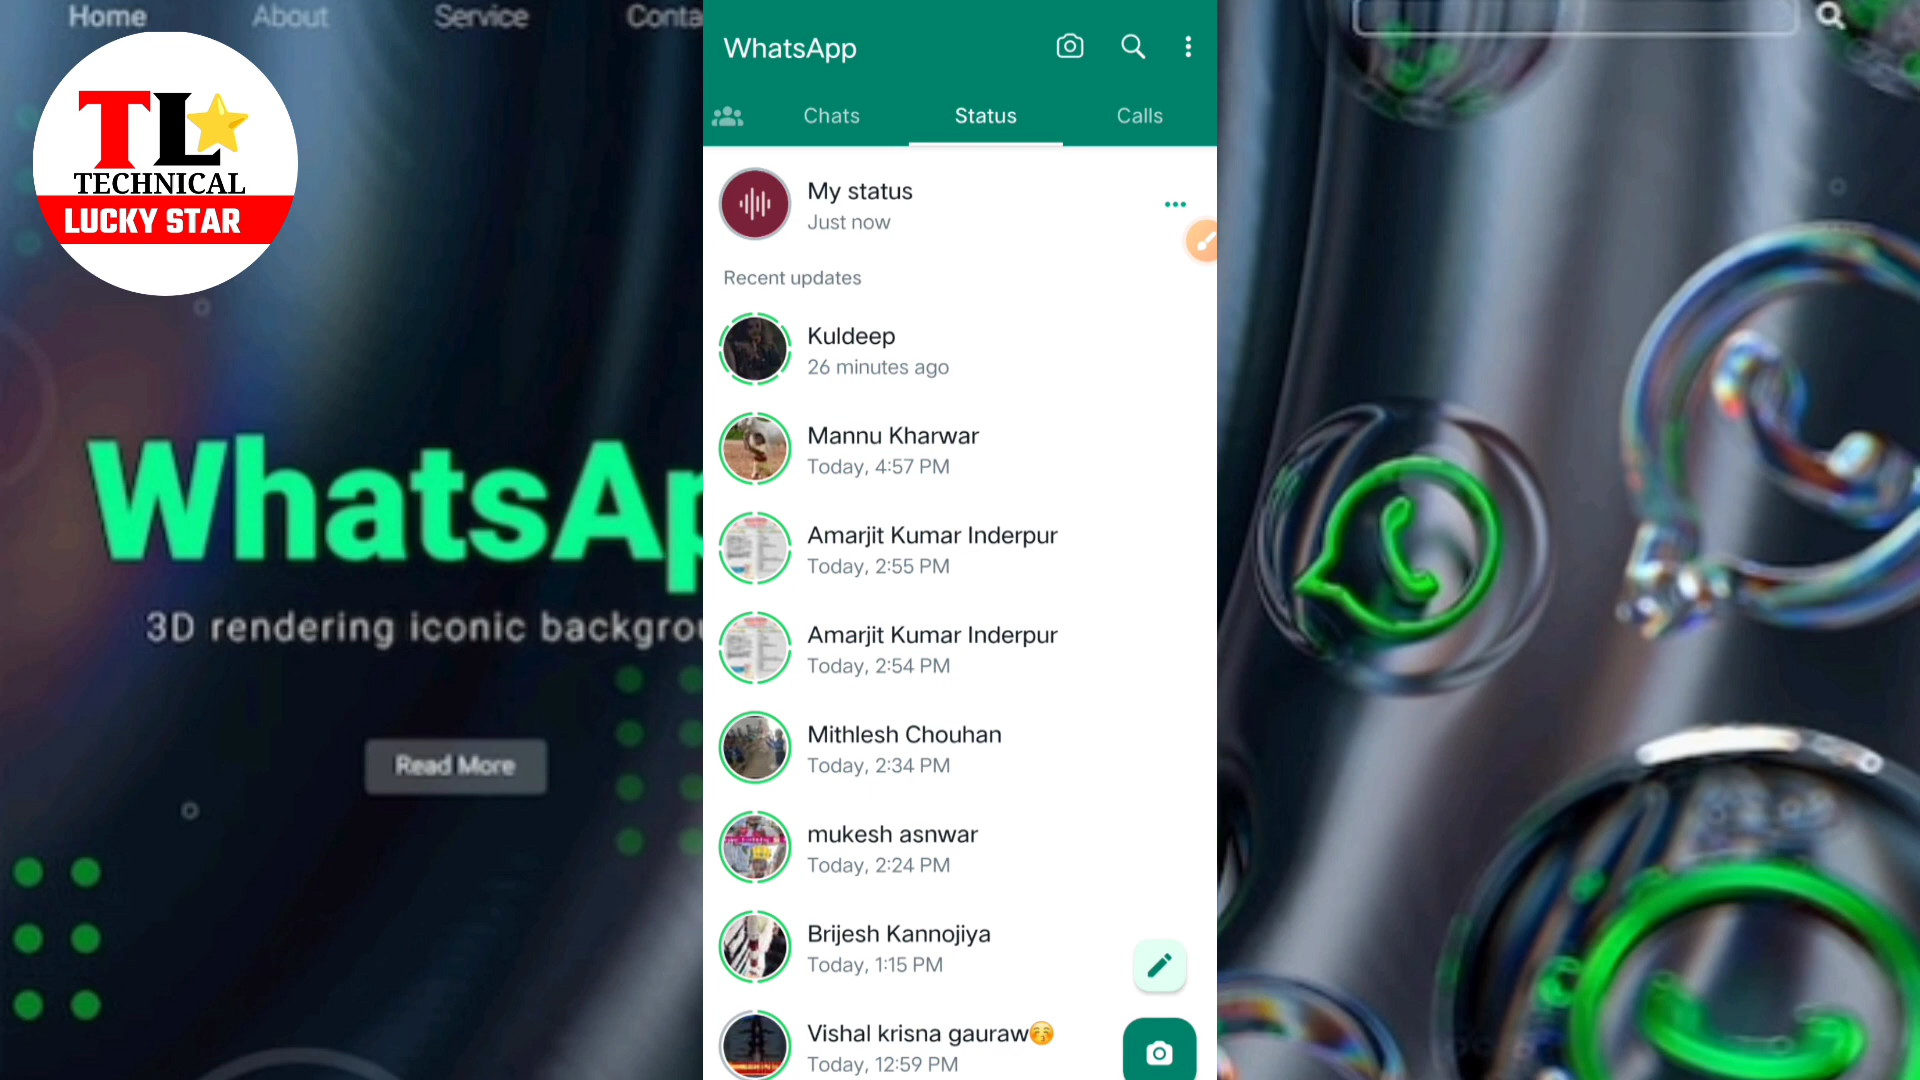 Home About Service Conta
TL
TECHNICAL
LUCKY STAR
WhatsAp
3D rendering iconic backgrou
Read More
WhatsApp
Chats Status Calls
My status
Just now
Recent updates
Kuldeep
26 minutes ago
Mannu Kharwar
Today, 4:57 PM
Amarjit Kumar Inderpur
Today, 2:55 PM
Amarjit Kumar Inderpur
Today, 2:54 PM
Mithlesh Chouhan
Today, 2:34 PM
mukesh asnwar
Today, 2:24 PM
Brijesh Kannojiya
Today, 1:15 PM
Vishal krisna gauraw😚
Today, 12:59 PM